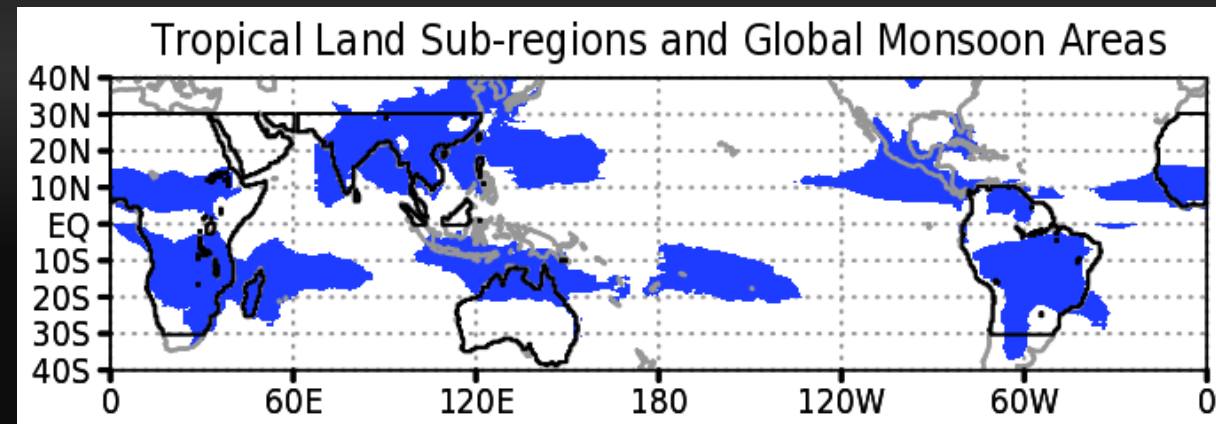 Tropical Land Sub-regions and Global Monsoon Areas
40N
30N
20N
10N
EQ
10S
20S
30S
40S
0 60E 120E 180 120W 60W 0